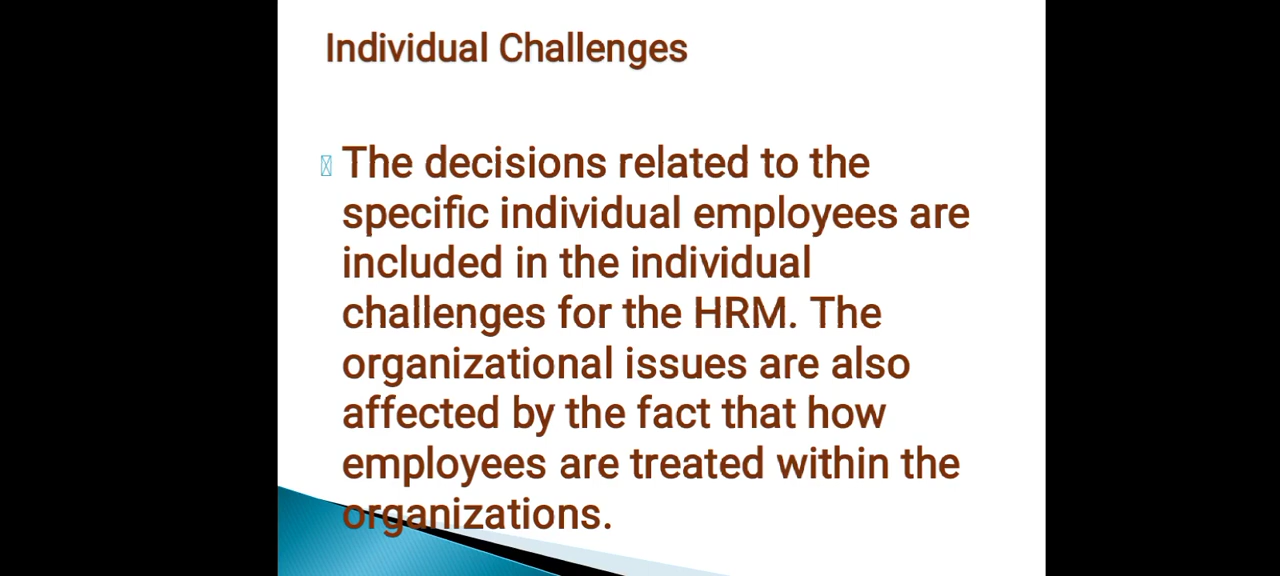 Individual Challenges
The decisions related to the
specific individual employees are
included in the individual
challenges for the HRM. The
organizational issues are also
affected by the fact that how
employees are treated within the
organizations.